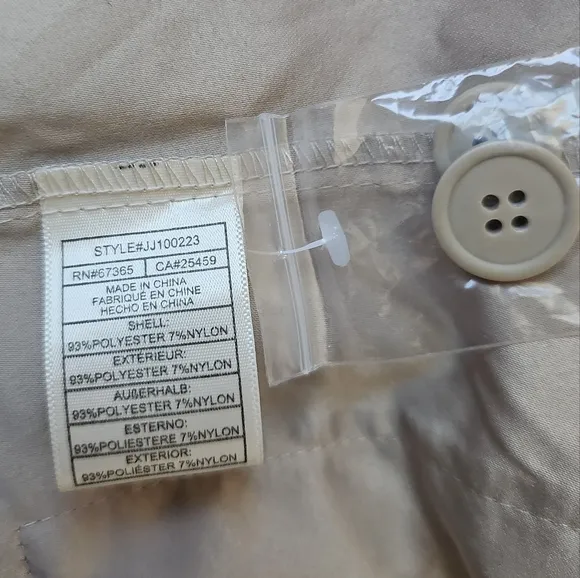 STYLE#JJ100223
RN#67365 CA#25459
MADE IN CHINA
FABRIQUE EN CHINE
HECHO EN CHINA
SHELL:
93%POLYESTER 7%NYLON
EXTÉRIEUR:
93%POLYESTER 7%NYLON
AUßERHALB:
93%POLYESTER 7%NYLON
ESTERNO:
93%POLIESTERE 7%NYLON
EXTERIOR:
93%POLIÉSTER 7%NYLON